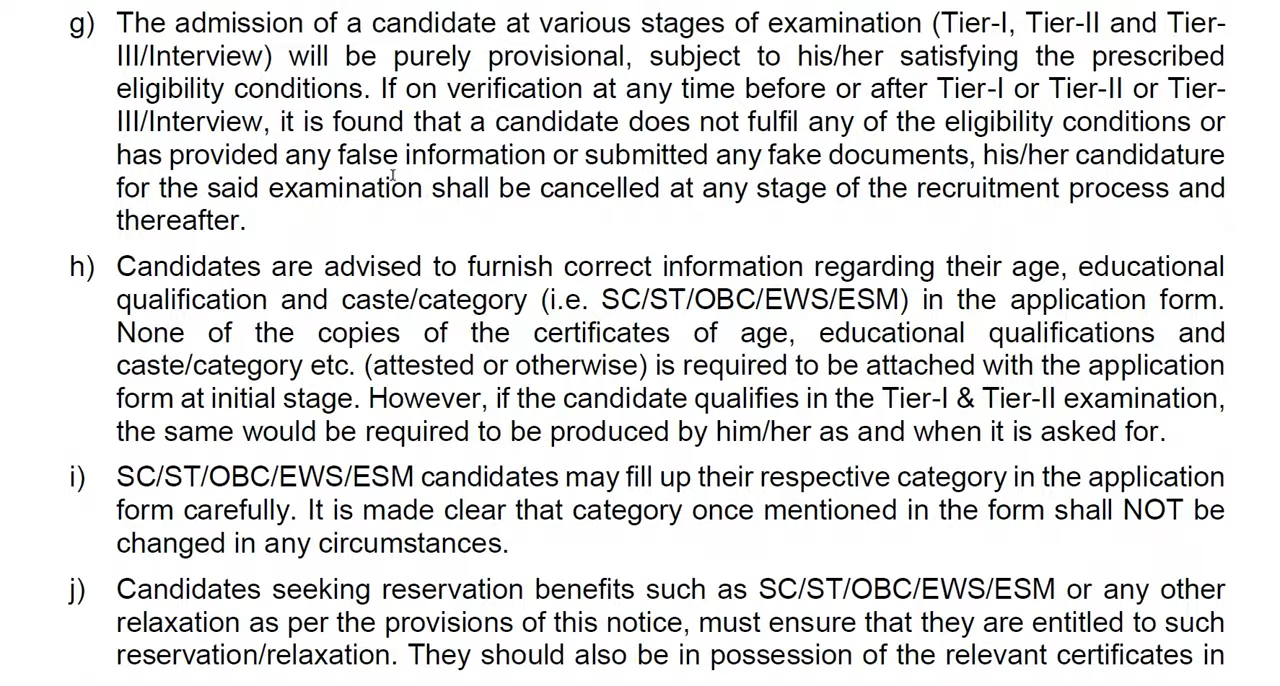 g) The admission of a candidate at various stages of examination (Tier-I, Tier-II and Tier-
III/Interview) will be purely provisional, subject to his/her satisfying the prescribed
eligibility conditions. If on verification at any time before or after Tier-I or Tier-II or Tier-
III/Interview, it is found that a candidate does not fulfil any of the eligibility conditions or
has provided any false information or submitted any fake documents, his/her candidature
for the said examination shall be cancelled at any stage of the recruitment process and
thereafter.
h) Candidates are advised to furnish correct information regarding their age, educational
qualification and caste/category (i.e. SC/ST/OBC/EWS/ESM) in the application form.
None of the copies of the certificates of age, educational qualifications and
caste/category etc. (attested or otherwise) is required to be attached with the application
form at initial stage. However, if the candidate qualifies in the Tier-I & Tier-II examination,
the same would be required to be produced by him/her as and when it is asked for.
i) SC/ST/OBC/EWS/ESM candidates may fill up their respective category in the application
form carefully. It is made clear that category once mentioned in the form shall NOT be
changed in any circumstances.
j) Candidates seeking reservation benefits such as SC/ST/OBC/EWS/ESM or any other
relaxation as per the provisions of this notice, must ensure that they are entitled to such
reservation/relaxation. They should also be in possession of the relevant certificates in